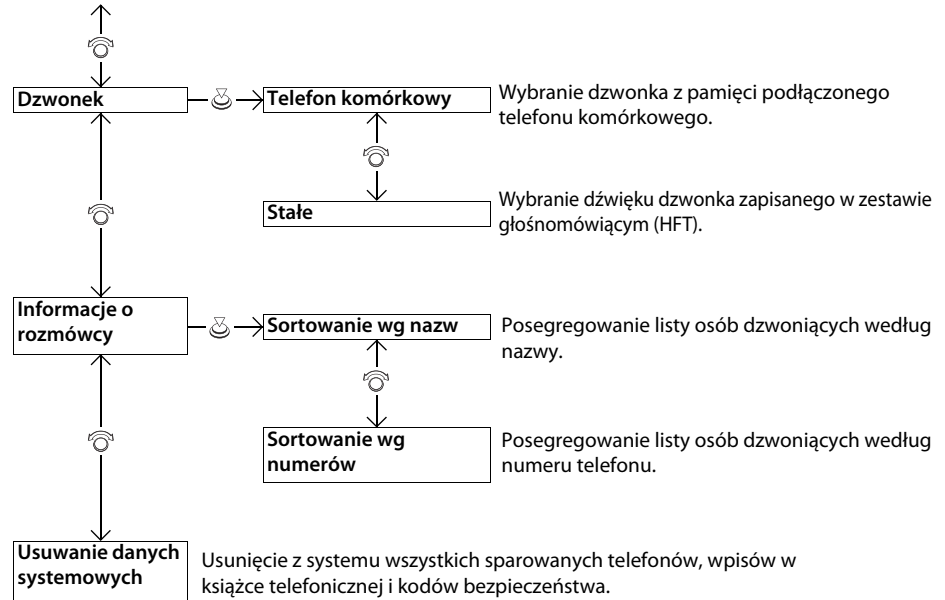 Dzwonek
Telefon komórkowy
Wybranie dzwonka z pamięci podłączonego
telefonu komórkowego.
Stałe
Wybranie dźwięku dzwonka zapisanego w zestawie
głośnomówiącym (HFT).
Informacje o
rozmówcy
Sortowanie wg nazw
Posegregowanie listy osób dzwoniących według
nazwy.
Sortowanie wg
numerów
Posegregowanie listy osób dzwoniących według
numeru telefonu.
Usuwanie danych
systemowych
Usunięcie z systemu wszystkich sparowanych telefonów, wpisów w
książce telefonicznej i kodów bezpieczeństwa.